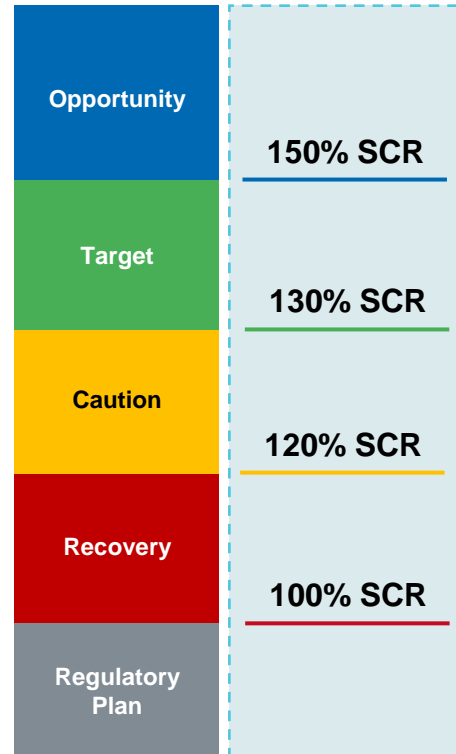 Opportunity
150% SCR
Target
130% SCR
Caution
120% SCR
Recovery
100% SCR
Regulatory
Plan